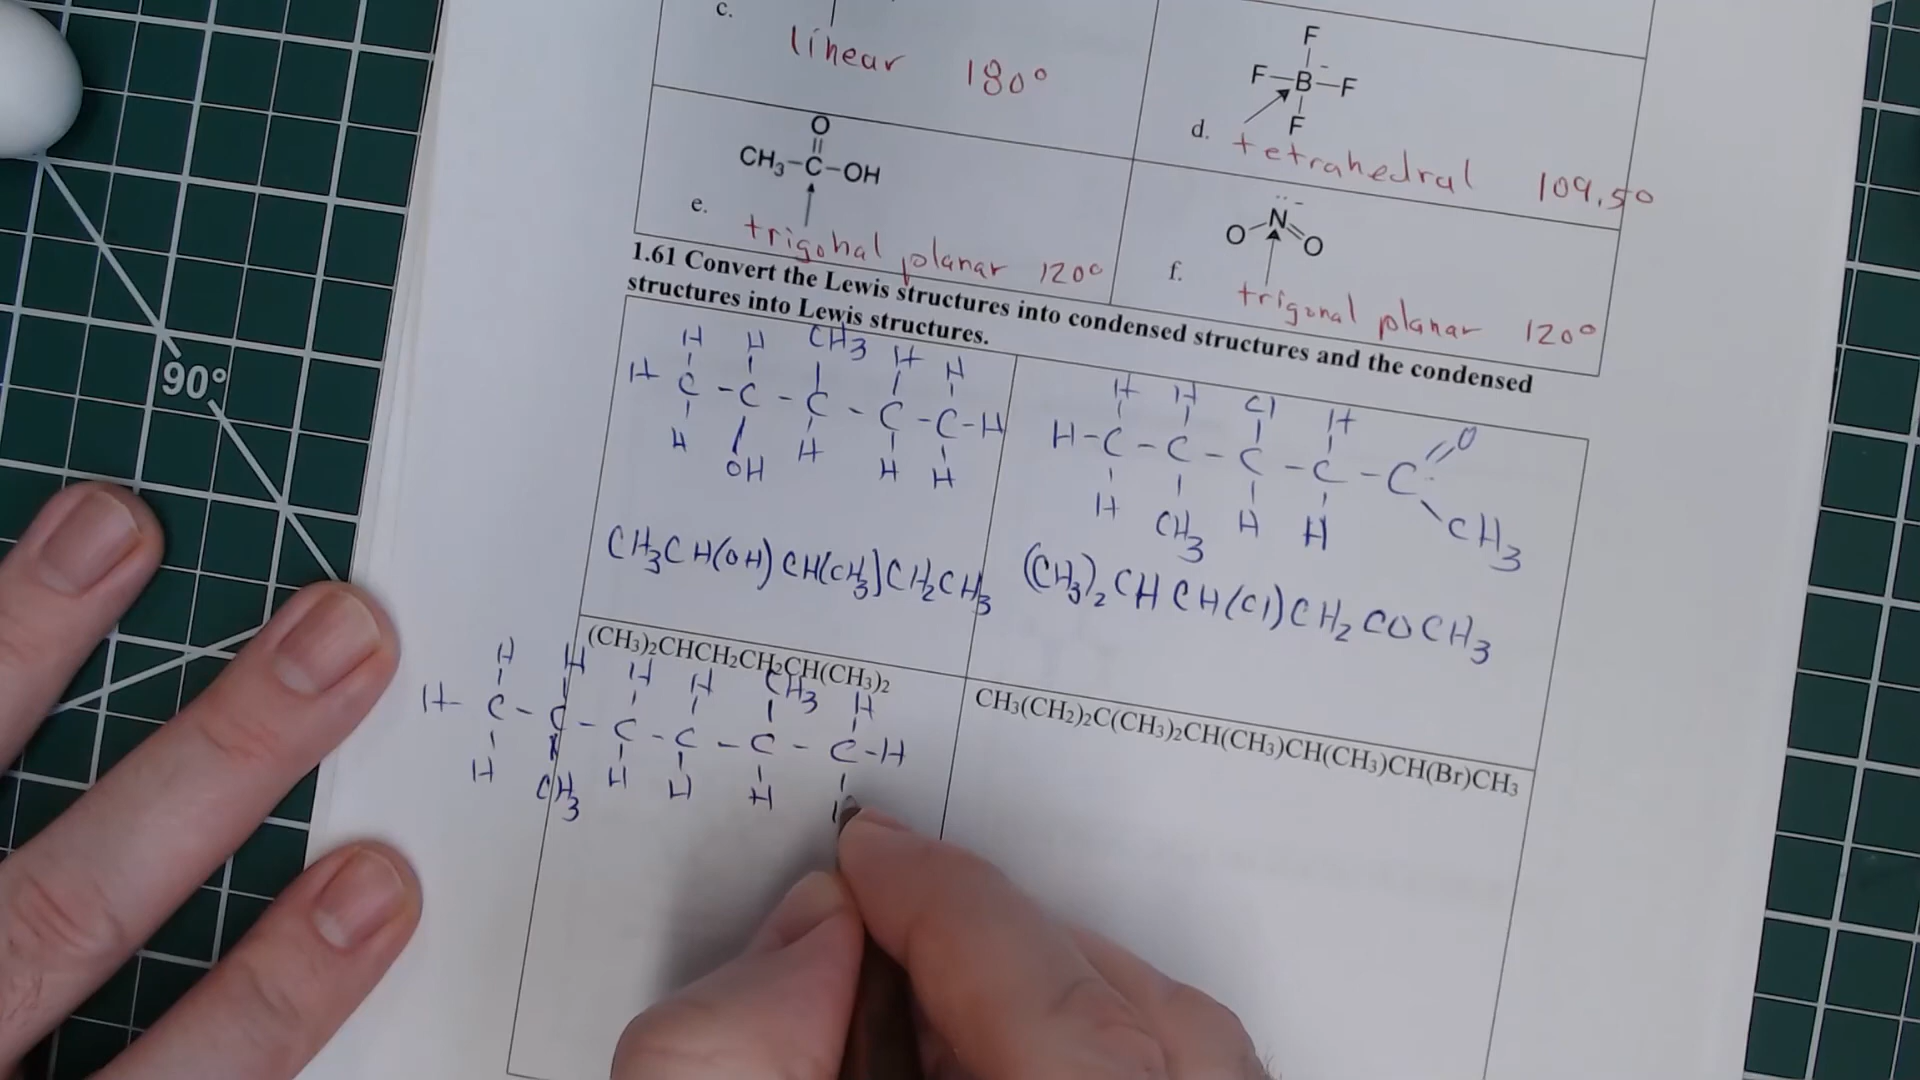 c.
linear 180°
F
F–B–F
F
d. tetrahedral 109.5°
O
CH₃–C–OH
e. trigonal planar 120°
N
O O
f. trigonal planar 120°
1.61 Convert the Lewis structures into condensed structures and the condensed
structures into Lewis structures.
H H CH3 H H
H C - C - C - C - C - H
H OH H H H
CH3CH(OH)CH(CH3)CH2CH3
H H Cl H O
H - C - C - C - C - C
H CH3 H H CH3
(CH3)2CHCH(Cl)CH2COCH3
(CH₃)₂CHCH₂CH₂CH(CH₃)₂
H H H H CH3 H
H - C - C - C - C - C - C - H
H CH3 H H H
CH₃(CH₂)₂C(CH₃)₂CH(CH₃)CH(CH₃)CH(Br)CH₃
90°